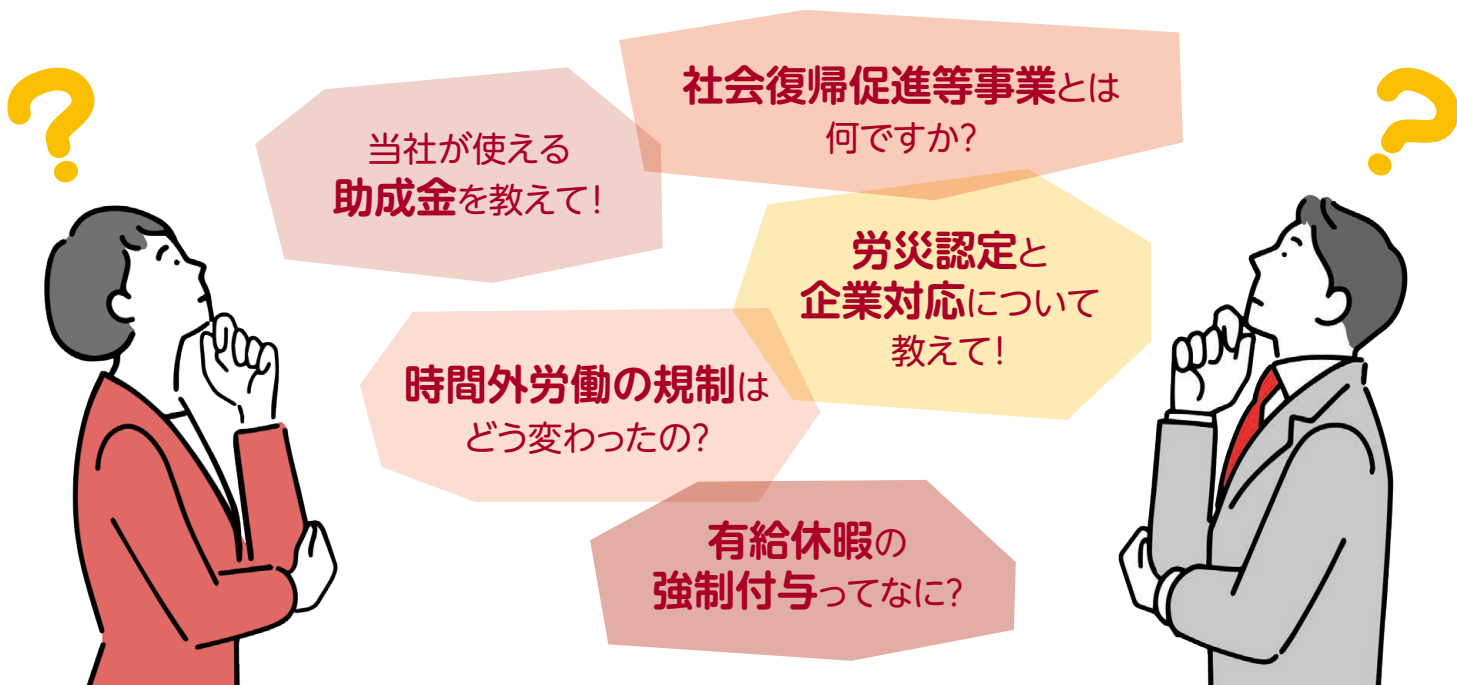 社会復帰促進等事業とは
何ですか?
当社が使える
助成金を教えて!
労災認定と
企業対応について
教えて!
時間外労働の規制は
どう変わったの?
有給休暇の
強制付与ってなに?
?
?